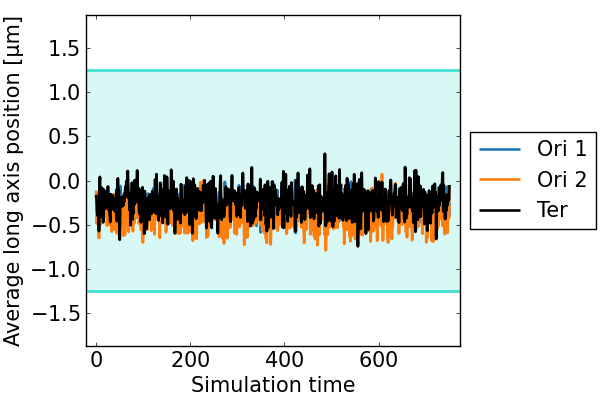 Average long axis position [μm]
1.5
1.0
0.5
0.0
−0.5
−1.0
−1.5
0
200
400
600
Simulation time
Ori 1
Ori 2
Ter